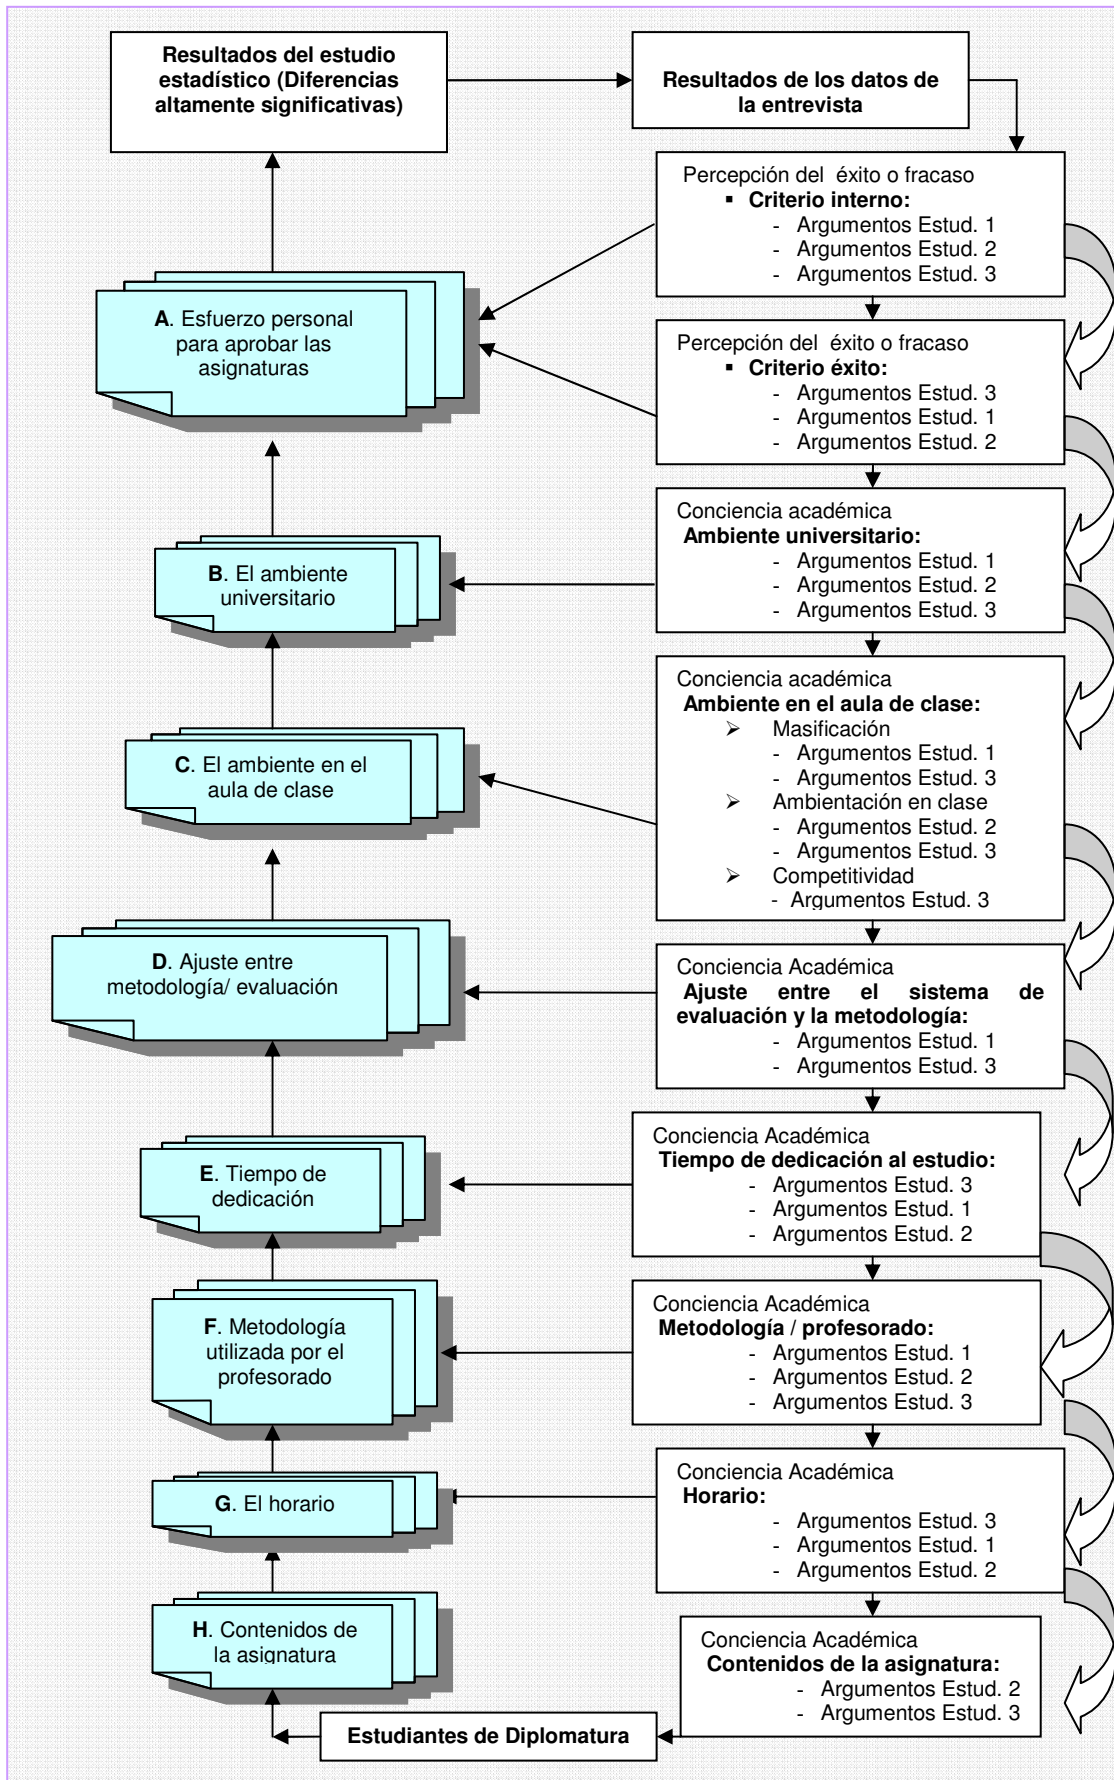 Resultados del estudio
estadístico (Diferencias
altamente significativas)
Resultados de los datos de
la entrevista
Percepción del éxito o fracaso
▪ Criterio interno:
- Argumentos Estud. 1
- Argumentos Estud. 2
- Argumentos Estud. 3
A. Esfuerzo personal
para aprobar las
asignaturas
Percepción del éxito o fracaso
▪ Criterio éxito:
- Argumentos Estud. 3
- Argumentos Estud. 1
- Argumentos Estud. 2
Conciencia académica
Ambiente universitario:
- Argumentos Estud. 1
- Argumentos Estud. 2
- Argumentos Estud. 3
B. El ambiente
universitario
Conciencia académica
Ambiente en el aula de clase:
➢ Masificación
- Argumentos Estud. 1
- Argumentos Estud. 3
➢ Ambientación en clase
- Argumentos Estud. 2
- Argumentos Estud. 3
➢ Competitividad
- Argumentos Estud. 3
C. El ambiente en el
aula de clase
D. Ajuste entre
metodología/ evaluación
Conciencia Académica
Ajuste entre el sistema de
evaluación y la metodología:
- Argumentos Estud. 1
- Argumentos Estud. 3
Conciencia Académica
Tiempo de dedicación al estudio:
- Argumentos Estud. 3
- Argumentos Estud. 1
- Argumentos Estud. 2
E. Tiempo de
dedicación
Conciencia Académica
Metodología / profesorado:
- Argumentos Estud. 1
- Argumentos Estud. 2
- Argumentos Estud. 3
F. Metodología
utilizada por el
profesorado
Conciencia Académica
Horario:
- Argumentos Estud. 3
- Argumentos Estud. 1
- Argumentos Estud. 2
G. El horario
H. Contenidos de
la asignatura
Conciencia Académica
Contenidos de la asignatura:
- Argumentos Estud. 2
- Argumentos Estud. 3
Estudiantes de Diplomatura